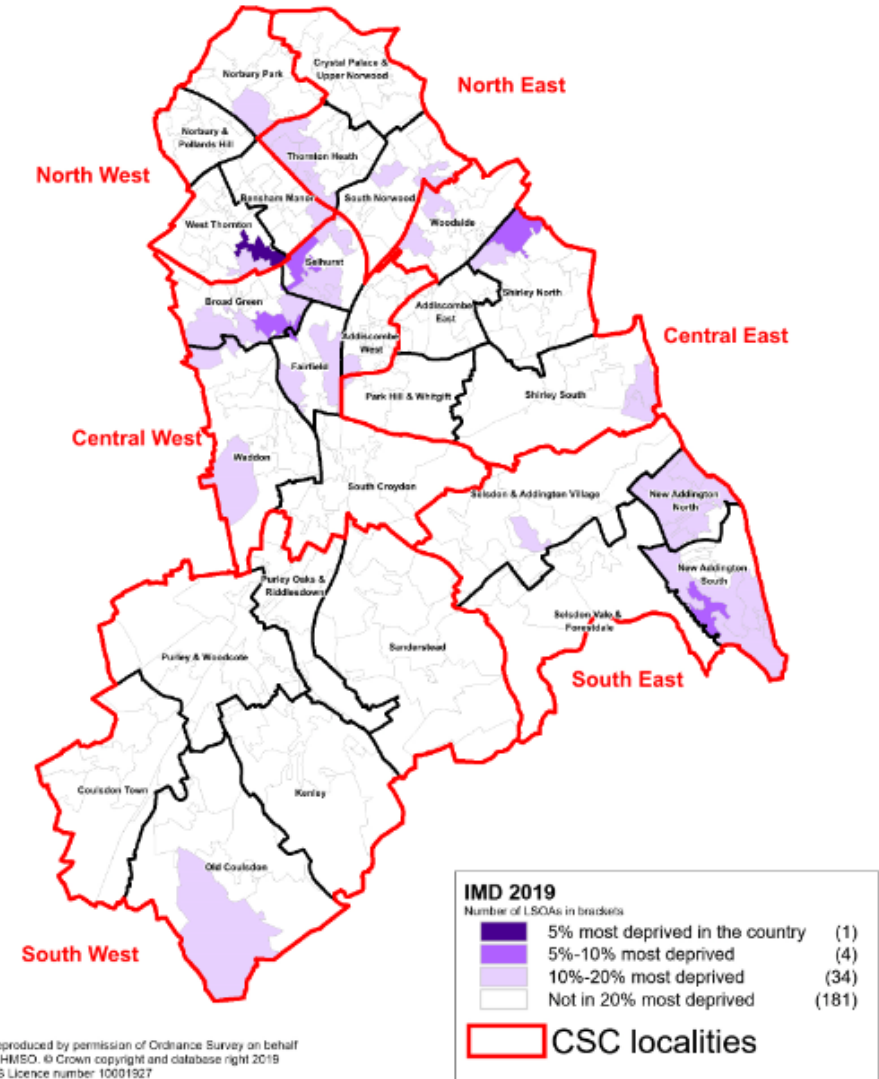 Norbury Park
Crystal Palace &
Upper Norwood
North East
Norbury &
Pollards Hill
Thornton Heath
North West
Bensham Manor
South Norwood
West Thornton
Woodside
Selhurst
Broad Green
Shirley North
Addiscombe
East
Addiscombe
West
Central East
Fairfield
Park Hill & Whitgift
Shirley South
Central West
Waddon
South Croydon
Selsdon & Addington Village
New Addington
North
New Addington
South
Purley Oaks &
Riddlesdown
Selsdon Vale &
Forestdale
Sanderstead
Purley & Woodcote
South East
Coulsdon Town
Kenley
Old Coulsdon
South West
IMD 2019
Number of LSOAs in brackets
5% most deprived in the country (1)
5%-10% most deprived (4)
10%-20% most deprived (34)
Not in 20% most deprived (181)
CSC localities
eproduced by permission of Ordnance Survey on behalf
HMSO. © Crown copyright and database right 2019
S Licence number 10001927